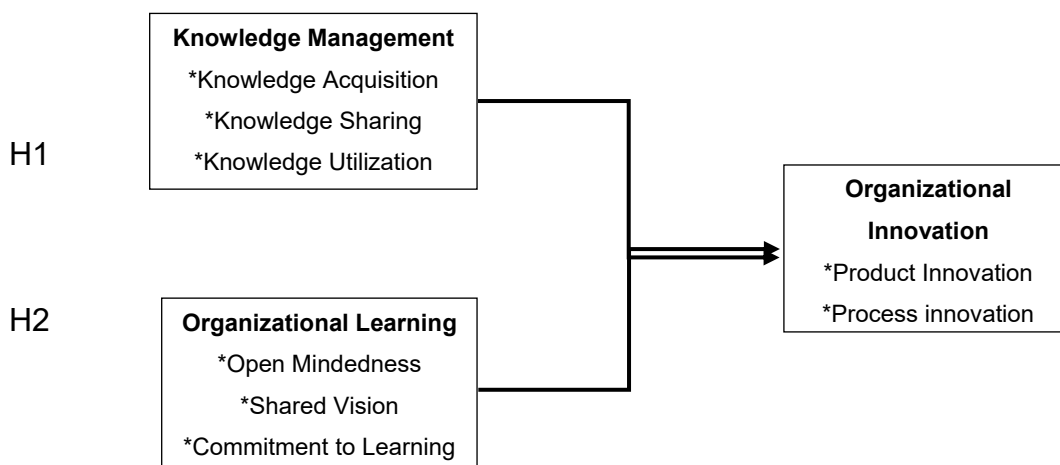 H1
Knowledge Management
*Knowledge Acquisition
*Knowledge Sharing
*Knowledge Utilization
H2
Organizational Learning
*Open Mindedness
*Shared Vision
*Commitment to Learning
Organizational
Innovation
*Product Innovation
*Process innovation